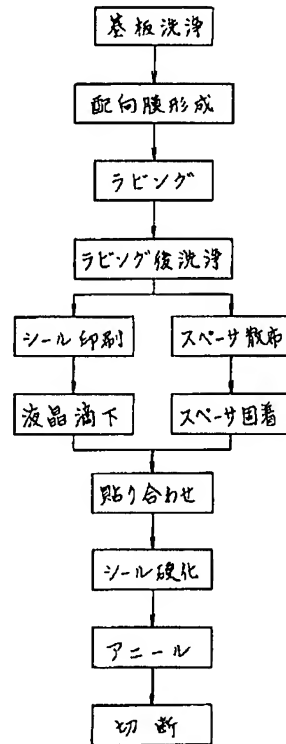 基板洗浄
配向膜形成
ラビング
ラビング後洗浄
シール印刷
スペーサ散布
液晶滴下
スペーサ固着
貼り合わせ
シール硬化
アニール
切断